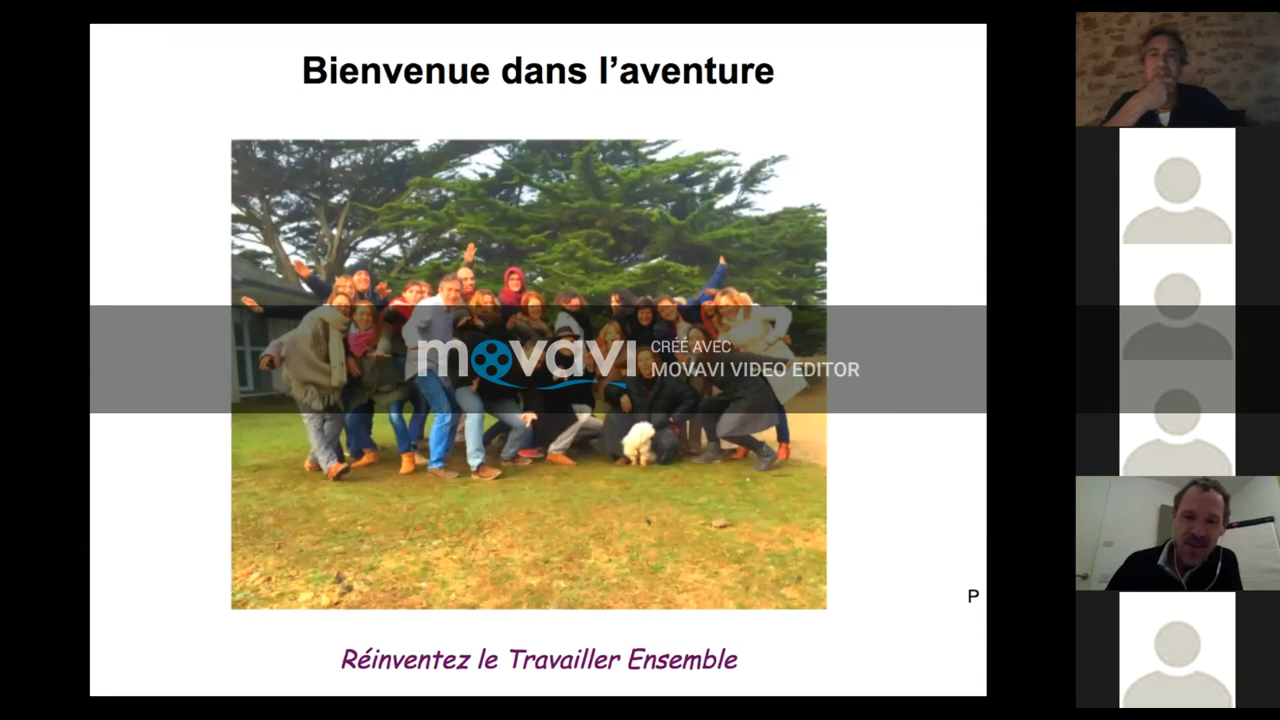 Bienvenue dans l’aventure
movavi
CRÉÉ AVEC
MOVAVI VIDEO EDITOR
P
Réinventez le Travailler Ensemble